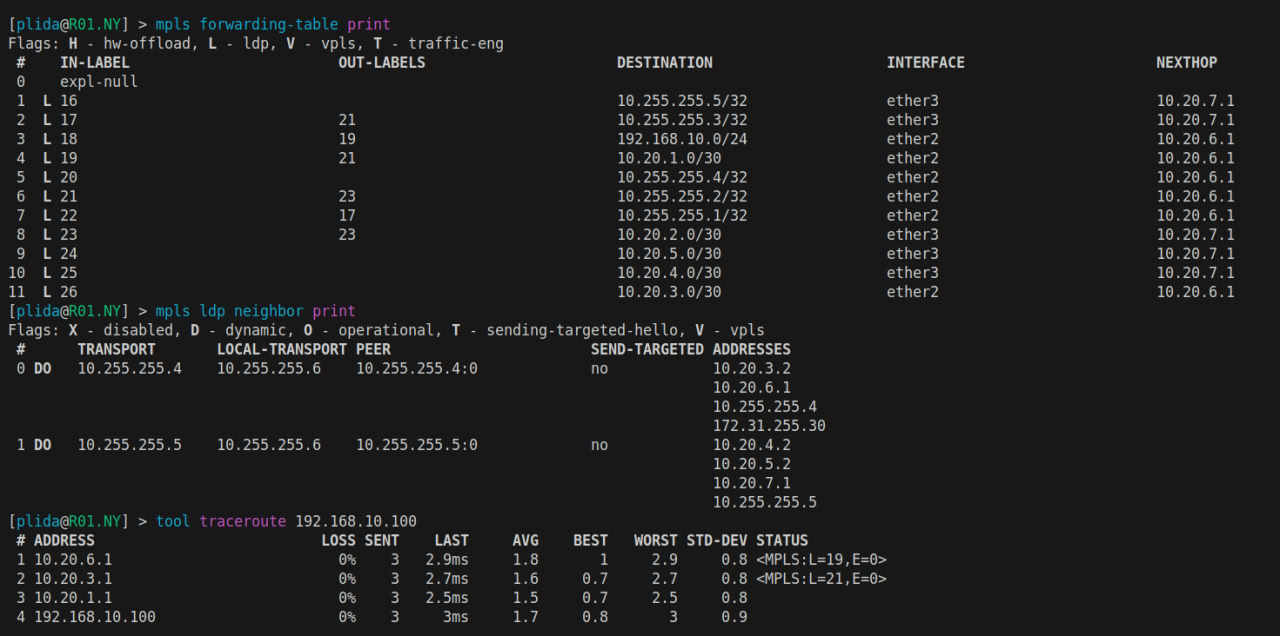 [plida@R01.NY] > mpls forwarding-table print
Flags: H - hw-offload, L - ldp, V - vpls, T - traffic-eng
 #    IN-LABEL                        OUT-LABELS                      DESTINATION                    INTERFACE                      NEXTHOP
 0    expl-null
 1  L 16                                                              10.255.255.5/32                ether3                         10.20.7.1
 2  L 17                              21                              10.255.255.3/32                ether3                         10.20.7.1
 3  L 18                              19                              192.168.10.0/24                ether2                         10.20.6.1
 4  L 19                              21                              10.20.1.0/30                   ether2                         10.20.6.1
 5  L 20                                                              10.255.255.4/32                ether2                         10.20.6.1
 6  L 21                              23                              10.255.255.2/32                ether2                         10.20.6.1
 7  L 22                              17                              10.255.255.1/32                ether2                         10.20.6.1
 8  L 23                              23                              10.20.2.0/30                   ether3                         10.20.7.1
 9  L 24                                                              10.20.5.0/30                   ether3                         10.20.7.1
10  L 25                                                              10.20.4.0/30                   ether3                         10.20.7.1
11  L 26                                                              10.20.3.0/30                   ether2                         10.20.6.1
[plida@R01.NY] > mpls ldp neighbor print
Flags: X - disabled, D - dynamic, O - operational, T - sending-targeted-hello, V - vpls
 #      TRANSPORT       LOCAL-TRANSPORT PEER                       SEND-TARGETED ADDRESSES
 0 DO   10.255.255.4    10.255.255.6    10.255.255.4:0             no            10.20.3.2
                                                                                 10.20.6.1
                                                                                 10.255.255.4
                                                                                 172.31.255.30
 1 DO   10.255.255.5    10.255.255.6    10.255.255.5:0             no            10.20.4.2
                                                                                 10.20.5.2
                                                                                 10.20.7.1
                                                                                 10.255.255.5
[plida@R01.NY] > tool traceroute 192.168.10.100
 # ADDRESS                          LOSS SENT    LAST     AVG    BEST   WORST STD-DEV STATUS
 1 10.20.6.1                          0%    3   2.9ms     1.8       1     2.9     0.8 <MPLS:L=19,E=0>
 2 10.20.3.1                          0%    3   2.7ms     1.6     0.7     2.7     0.8 <MPLS:L=21,E=0>
 3 10.20.1.1                          0%    3   2.5ms     1.5     0.7     2.5     0.8
 4 192.168.10.100                     0%    3     3ms     1.7     0.8       3     0.9